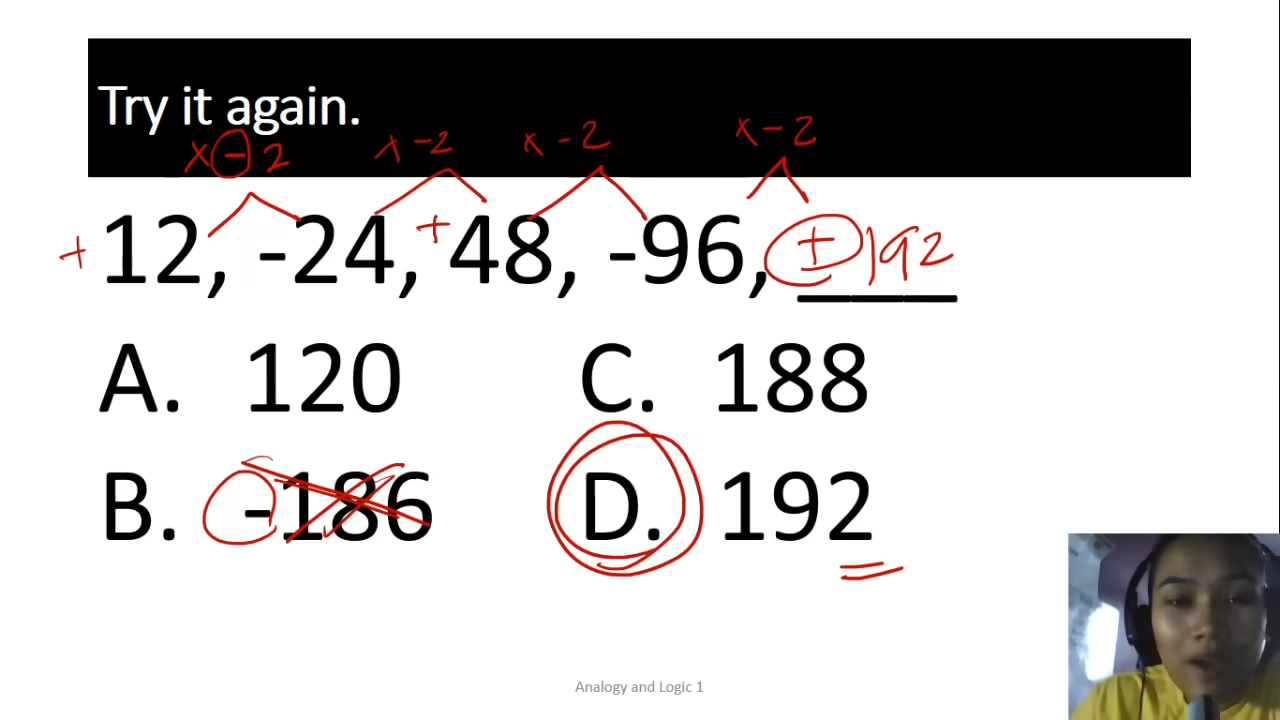 Try it again.
x - 2 x - 2 x - 2 x - 2
+ 12, -24, + 48, -96, + 192
A. 120 C. 188
B. -186 D. 192
Analogy and Logic 1